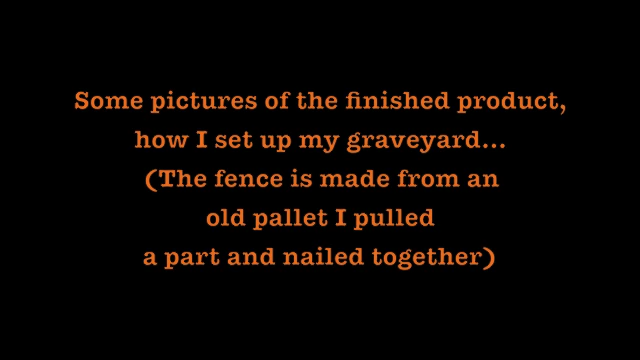 Some pictures of the finished product,
how I set up my graveyard...
(The fence is made from an
old pallet I pulled
a part and nailed together)